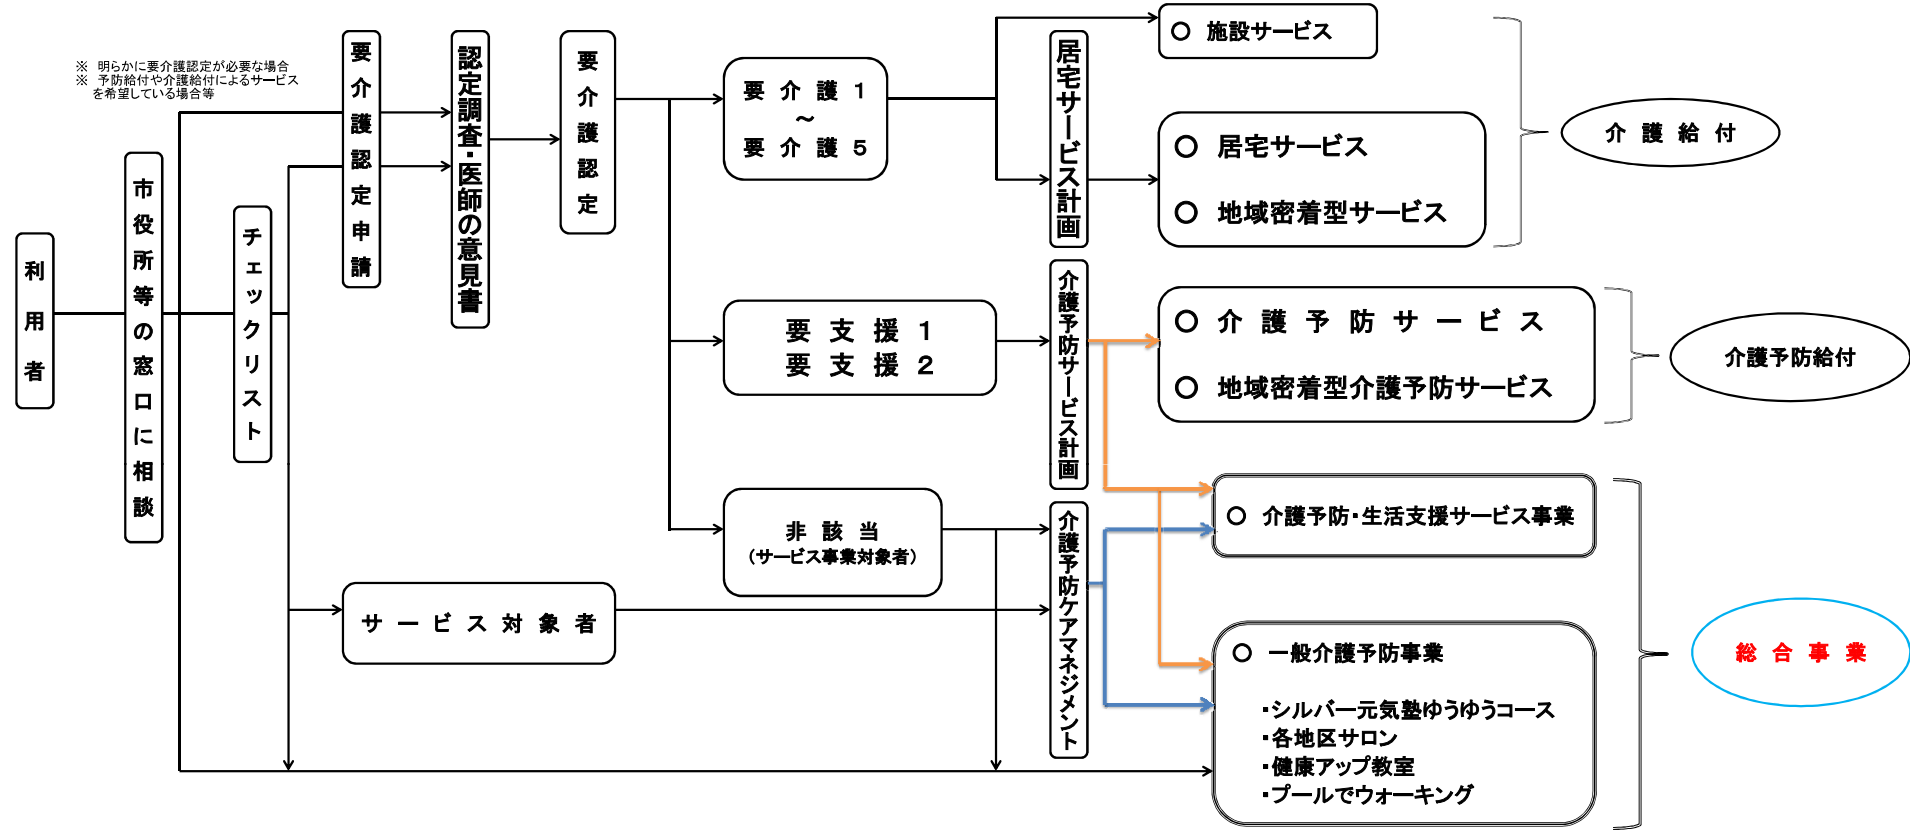 ※ 明らかに要介護認定が必要な場合
※ 予防給付や介護給付によるサービス
を希望している場合等
利用者
市役所等の窓口に相談
チェックリスト
要介護認定申請
認定調査・医師の意見書
要介護認定
要介護1
～
要介護5
要支援1
要支援2
非該当
（サービス事業対象者）
サービス対象者
居宅サービス計画
介護予防サービス計画
介護予防ケアマネジメント
○ 施設サービス
○ 居宅サービス
○ 地域密着型サービス
介護給付
○ 介護予防サービス
○ 地域密着型介護予防サービス
介護予防給付
○ 介護予防・生活支援サービス事業
○ 一般介護予防事業
・シルバー元気塾ゆうゆうコース
・各地区サロン
・健康アップ教室
・プールでウォーキング
総合事業